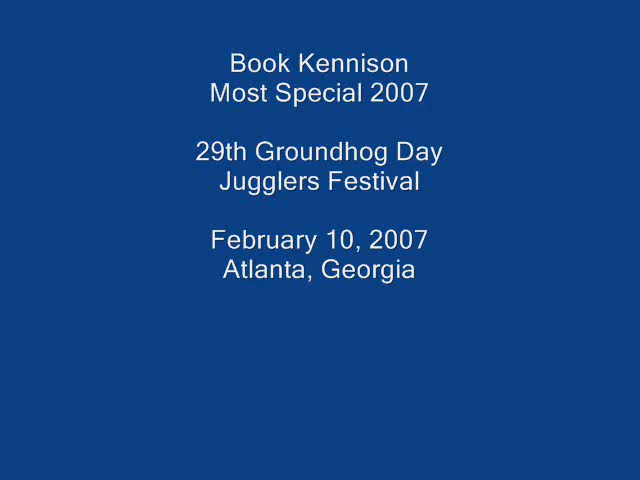 Book Kennison
Most Special 2007
29th Groundhog Day
Jugglers Festival
February 10, 2007
Atlanta, Georgia